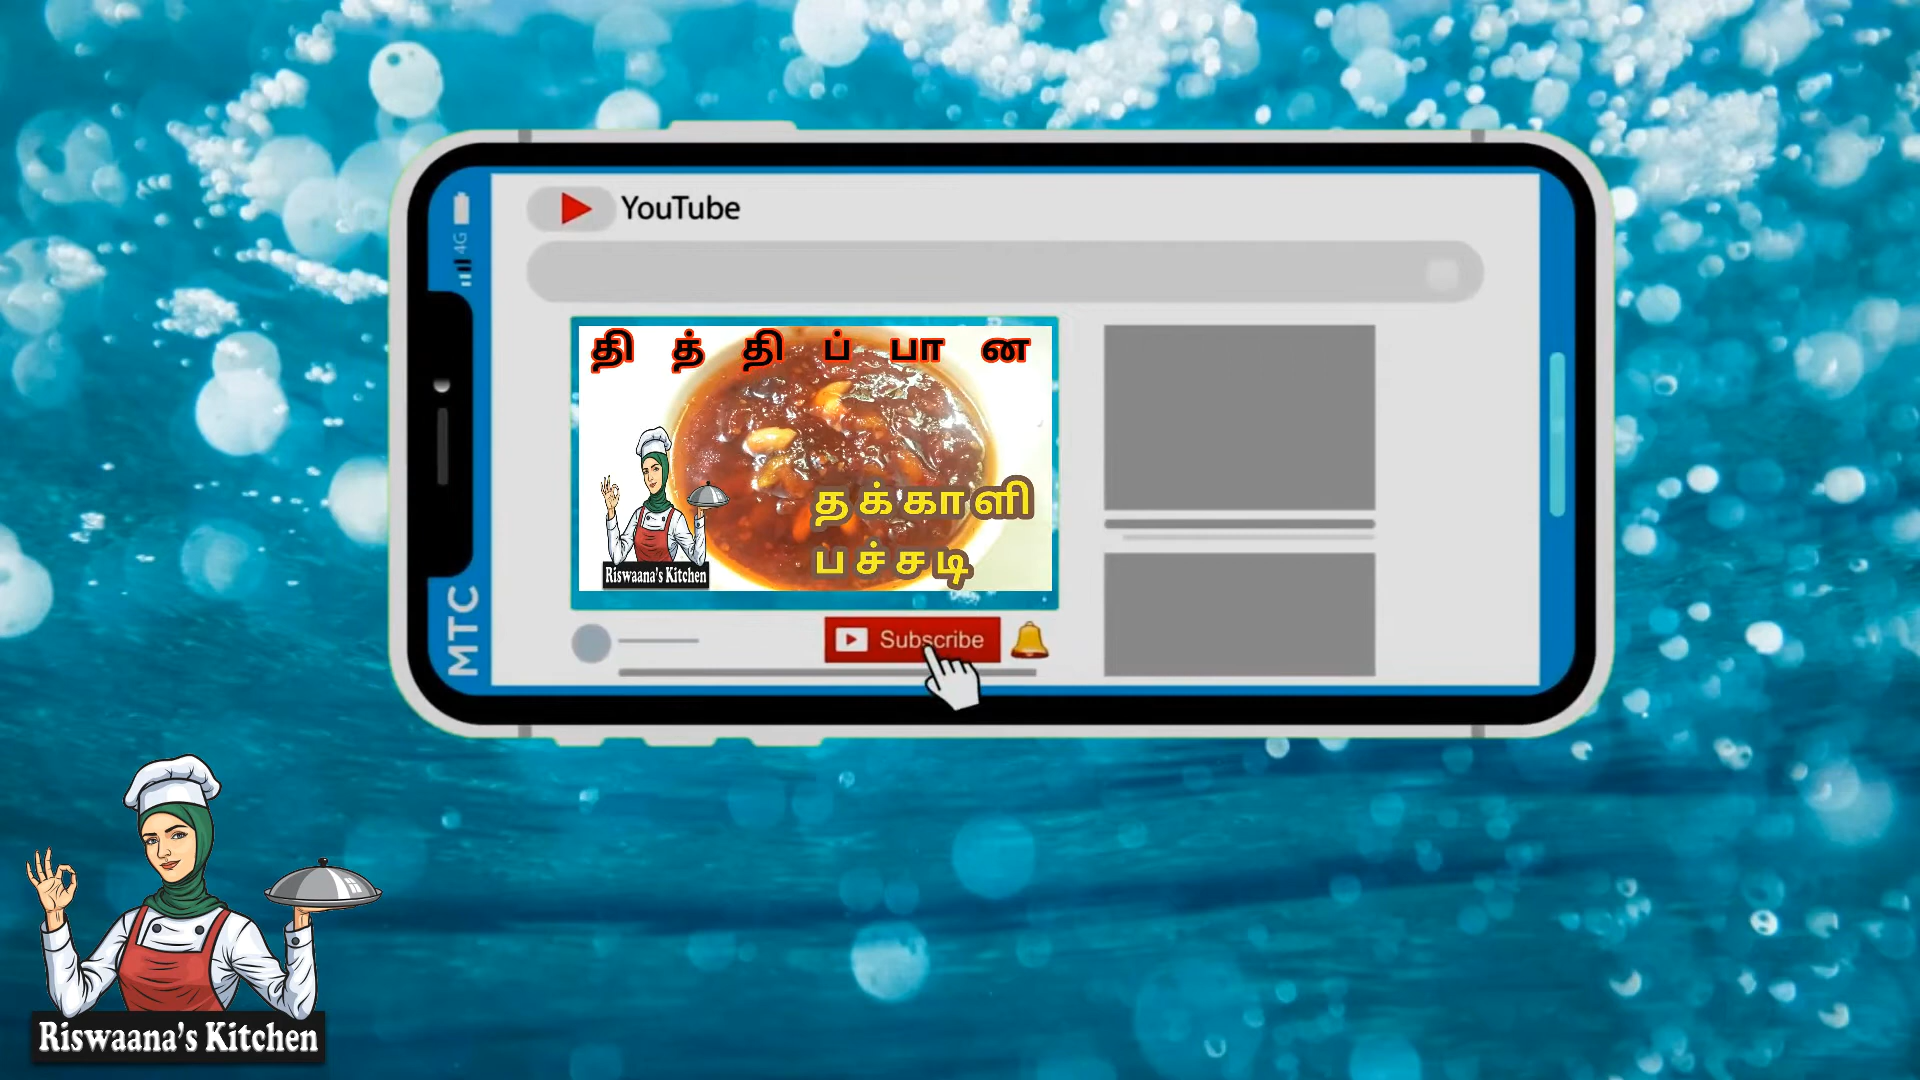 YouTube
4G
தித்திப்பான
தக்காளி
பச்சடி
Riswaana's Kitchen
Subscribe
MTC
Riswaana's Kitchen